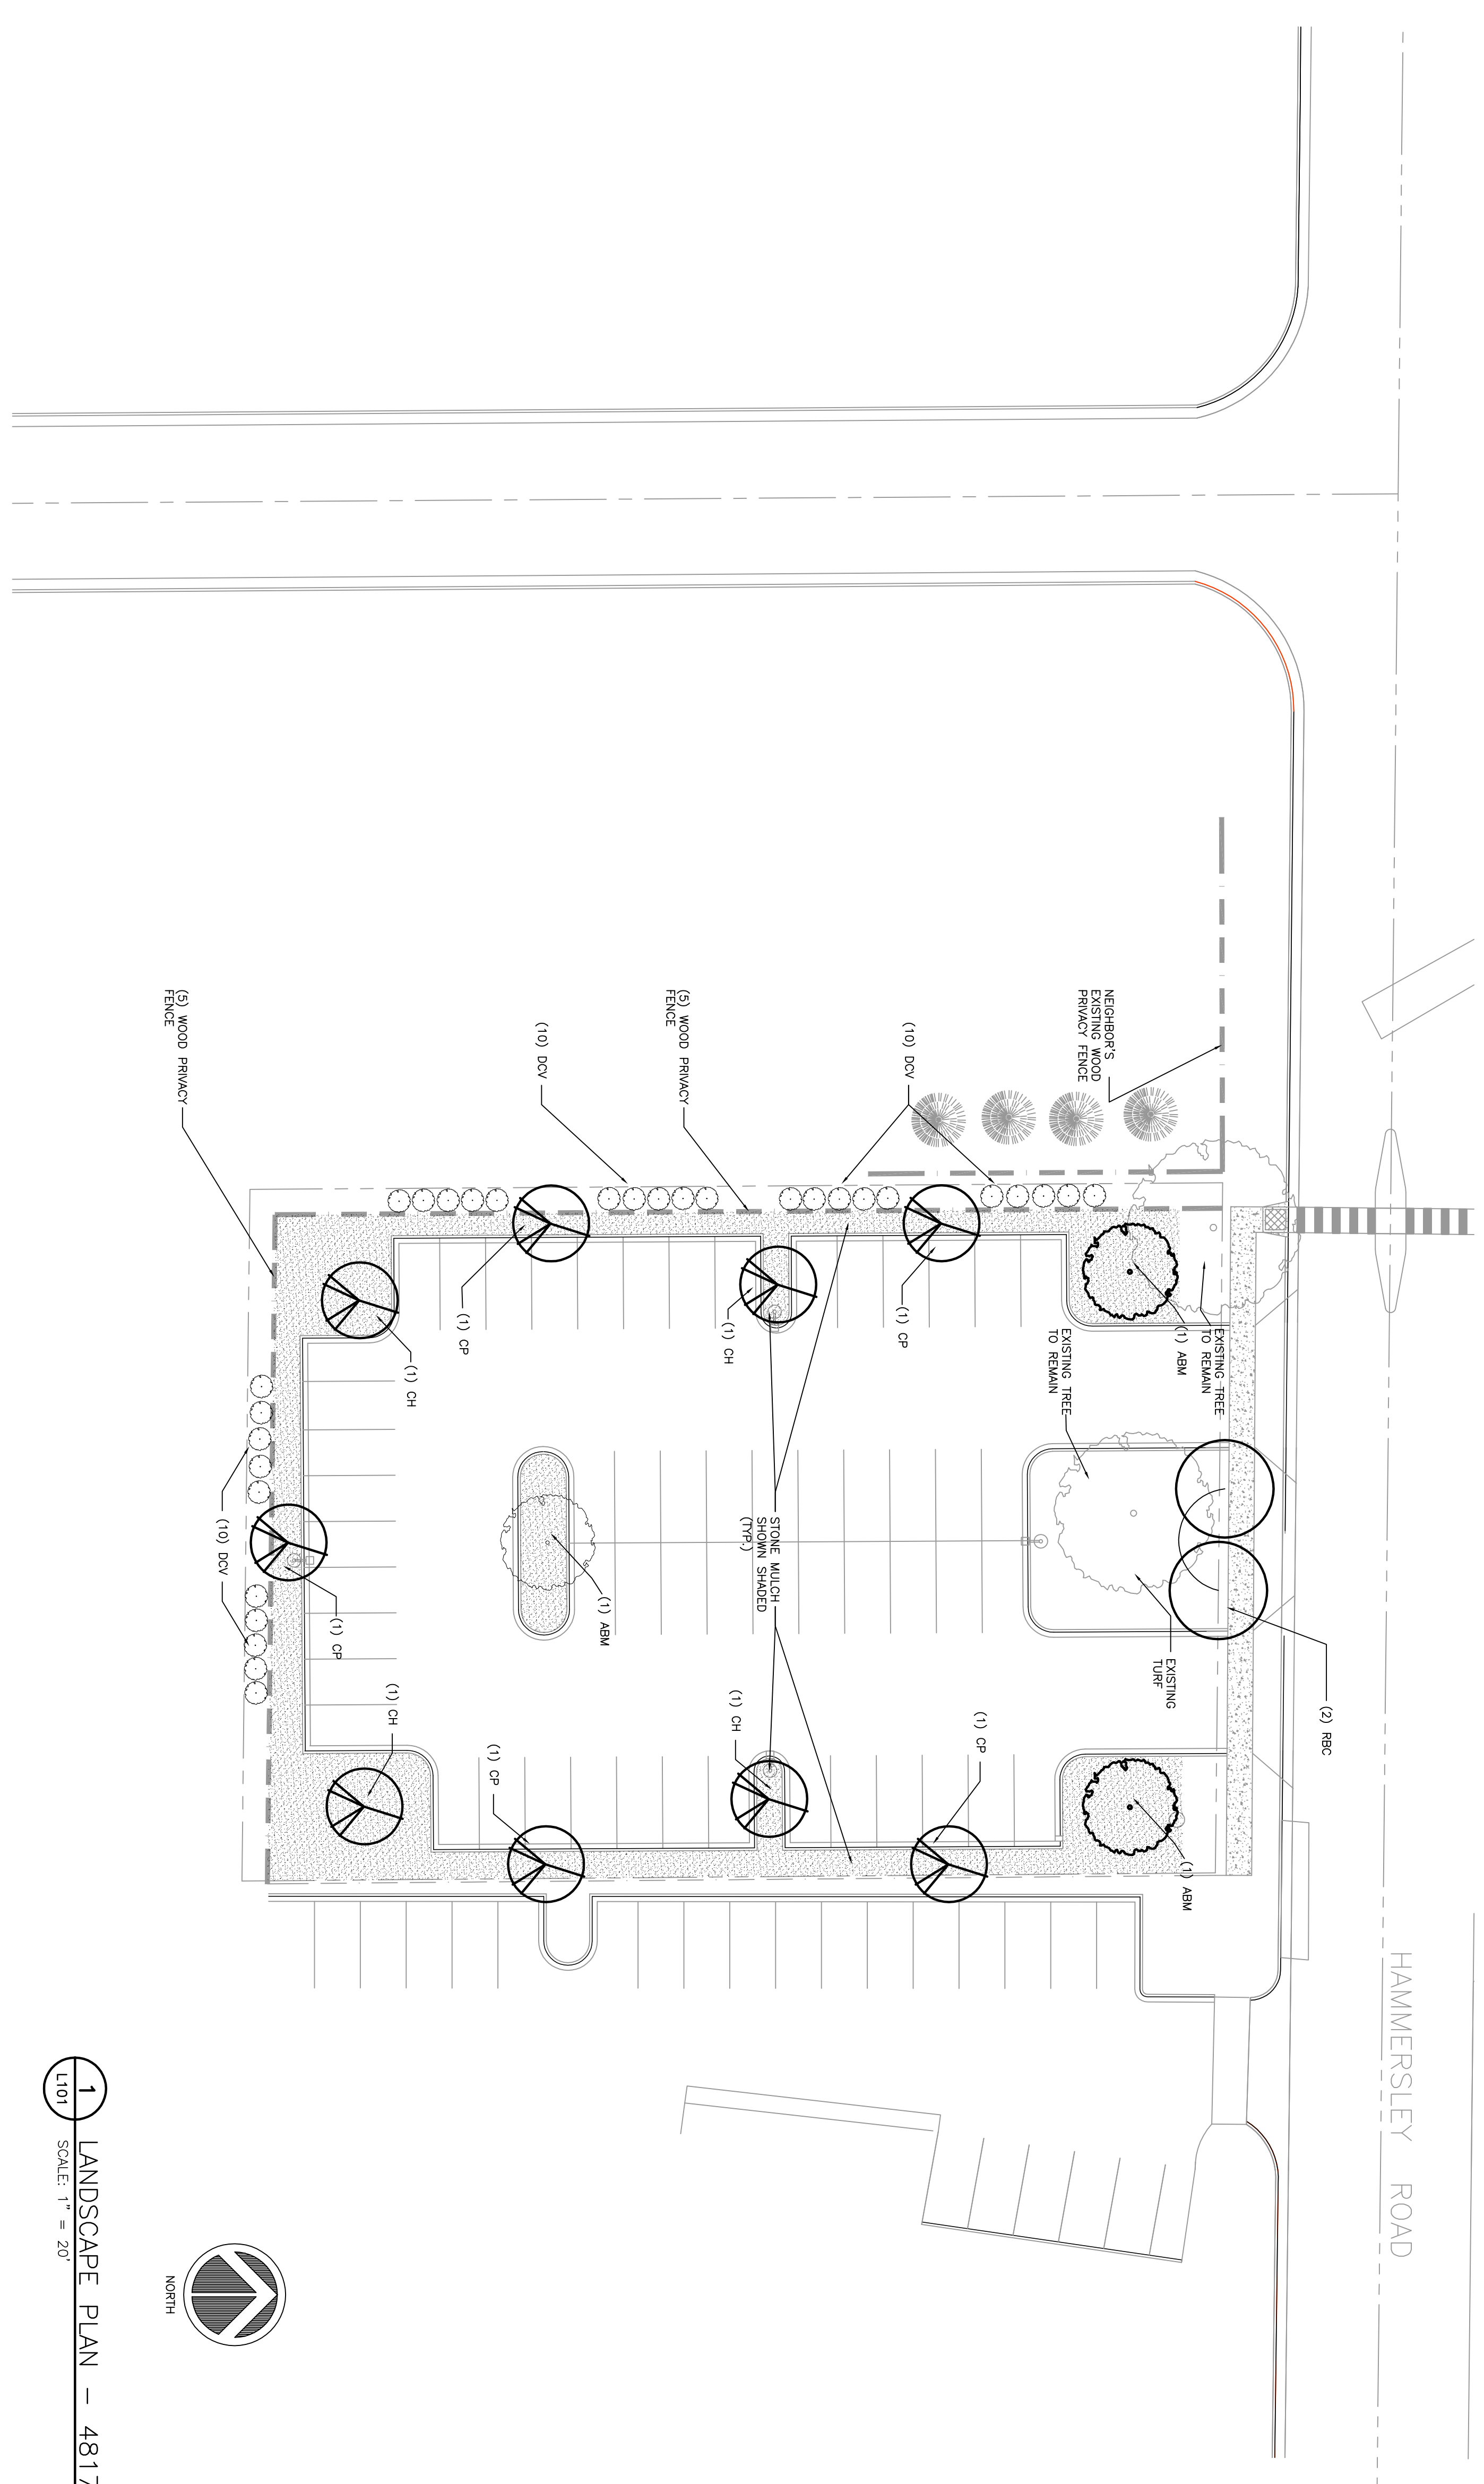 HAMMERSLEY ROAD
NEIGHBOR'S
EXISTING WOOD
PRIVACY FENCE
(10) DCV
(5) WOOD PRIVACY
FENCE
(10) DCV
(5) WOOD PRIVACY
FENCE
EXISTING TREE
TO REMAIN
(1) ABM
EXISTING TREE
TO REMAIN
(1) CP
(1) CH
(1) CP
(1) CH
STONE MULCH
SHOWN SHADED
(TYP.)
(1) ABM
(10) DCV
(1) CP
EXISTING
TURF
(2) RBC
(1) CP
(1) CH
(1) CP
(1) CH
(1) ABM
1
L101
LANDSCAPE PLAN - 4817
SCALE: 1" = 20'
NORTH